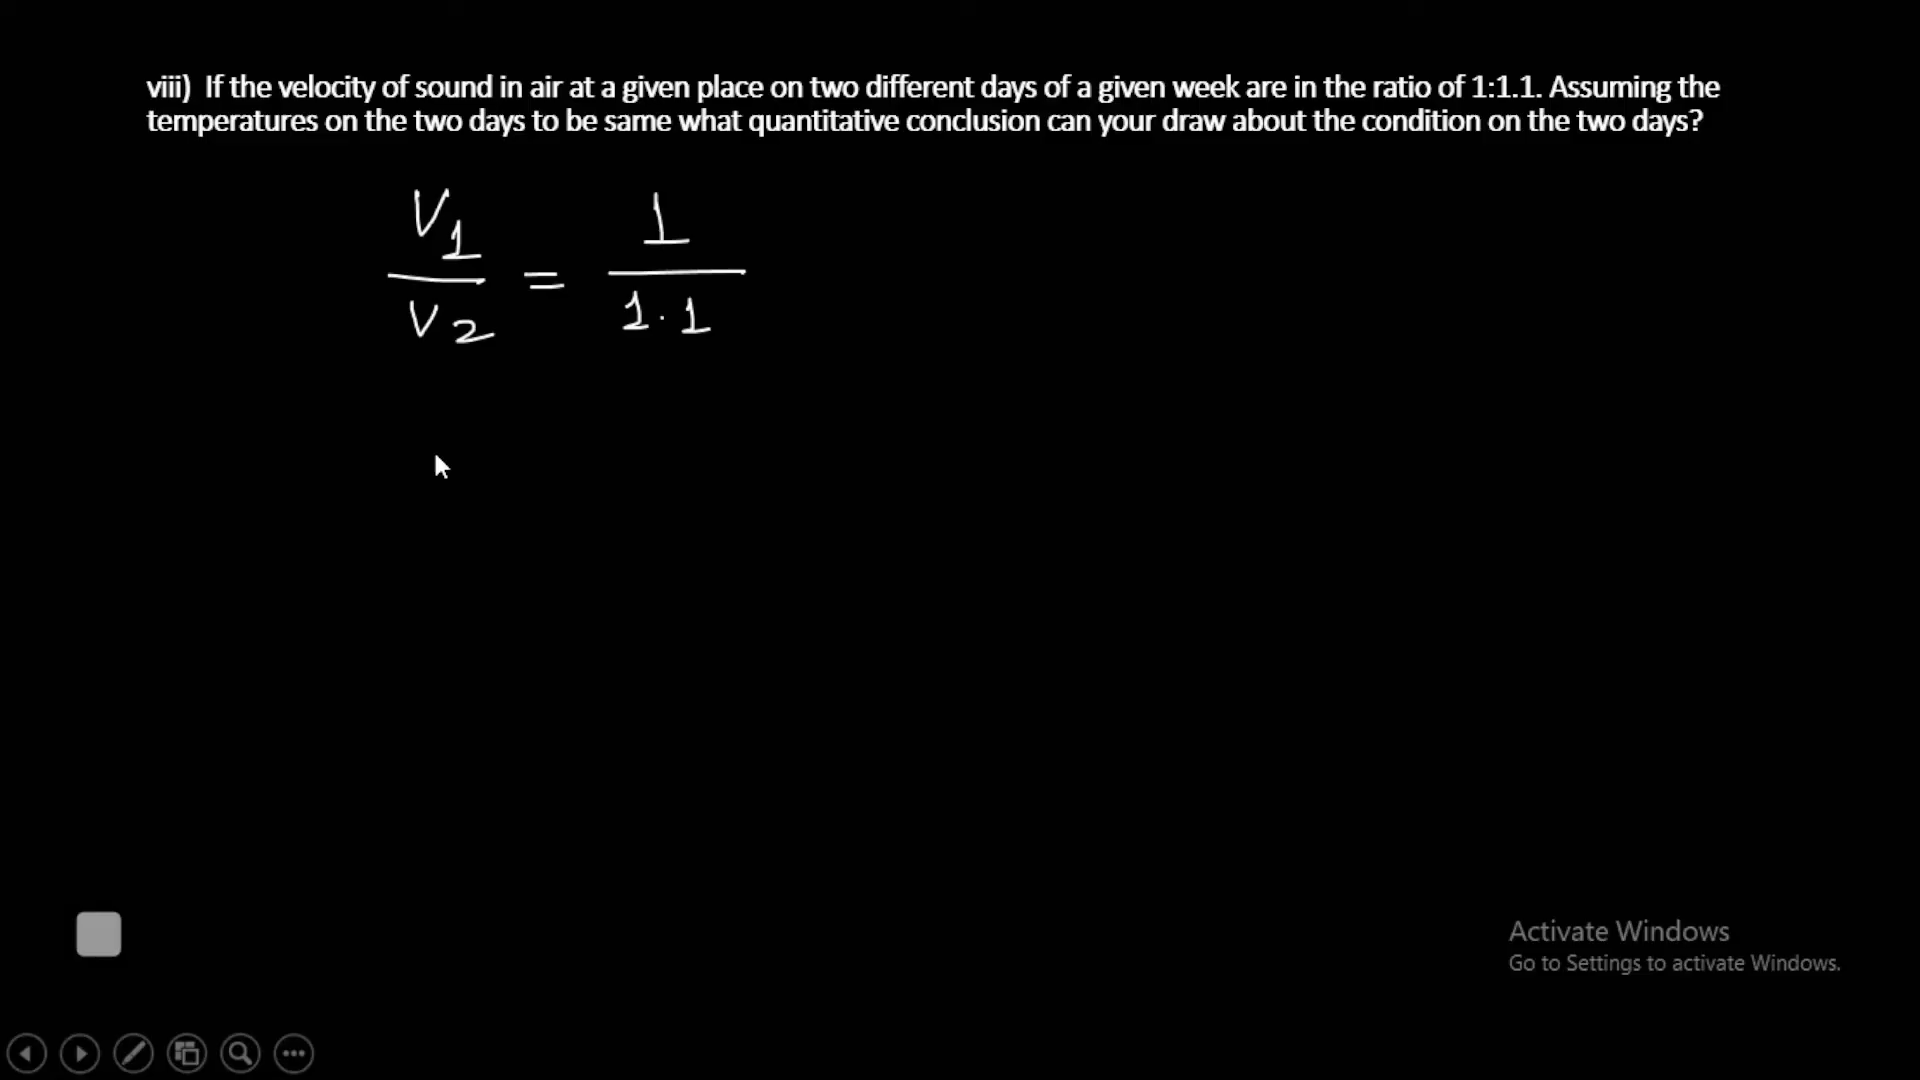 viii) If the velocity of sound in air at a given place on two different days of a given week are in the ratio of 1:1.1. Assuming the
temperatures on the two days to be same what quantitative conclusion can your draw about the condition on the two days?
V1 / V2 = 1 / 1.1
Activate Windows
Go to Settings to activate Windows.